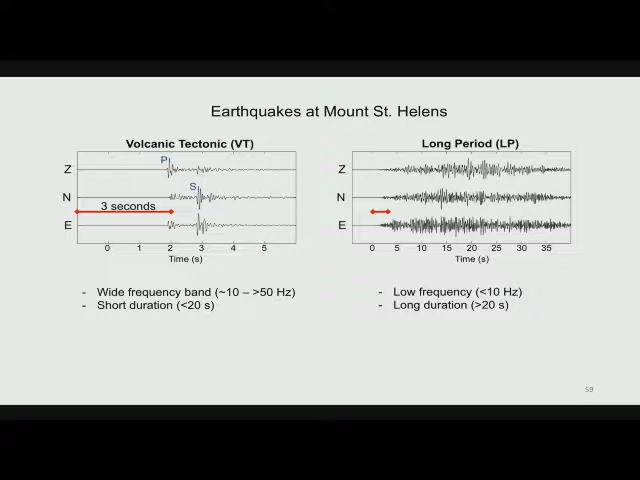 Earthquakes at Mount St. Helens
Volcanic Tectonic (VT)
Z
P
N
S
3 seconds
E
0 1 2 3 4 5
Time (s)
- Wide frequency band (~10 – >50 Hz)
- Short duration (<20 s)
Long Period (LP)
Z
N
E
0 5 10 15 20 25 30 35
Time (s)
- Low frequency (<10 Hz)
- Long duration (>20 s)
59